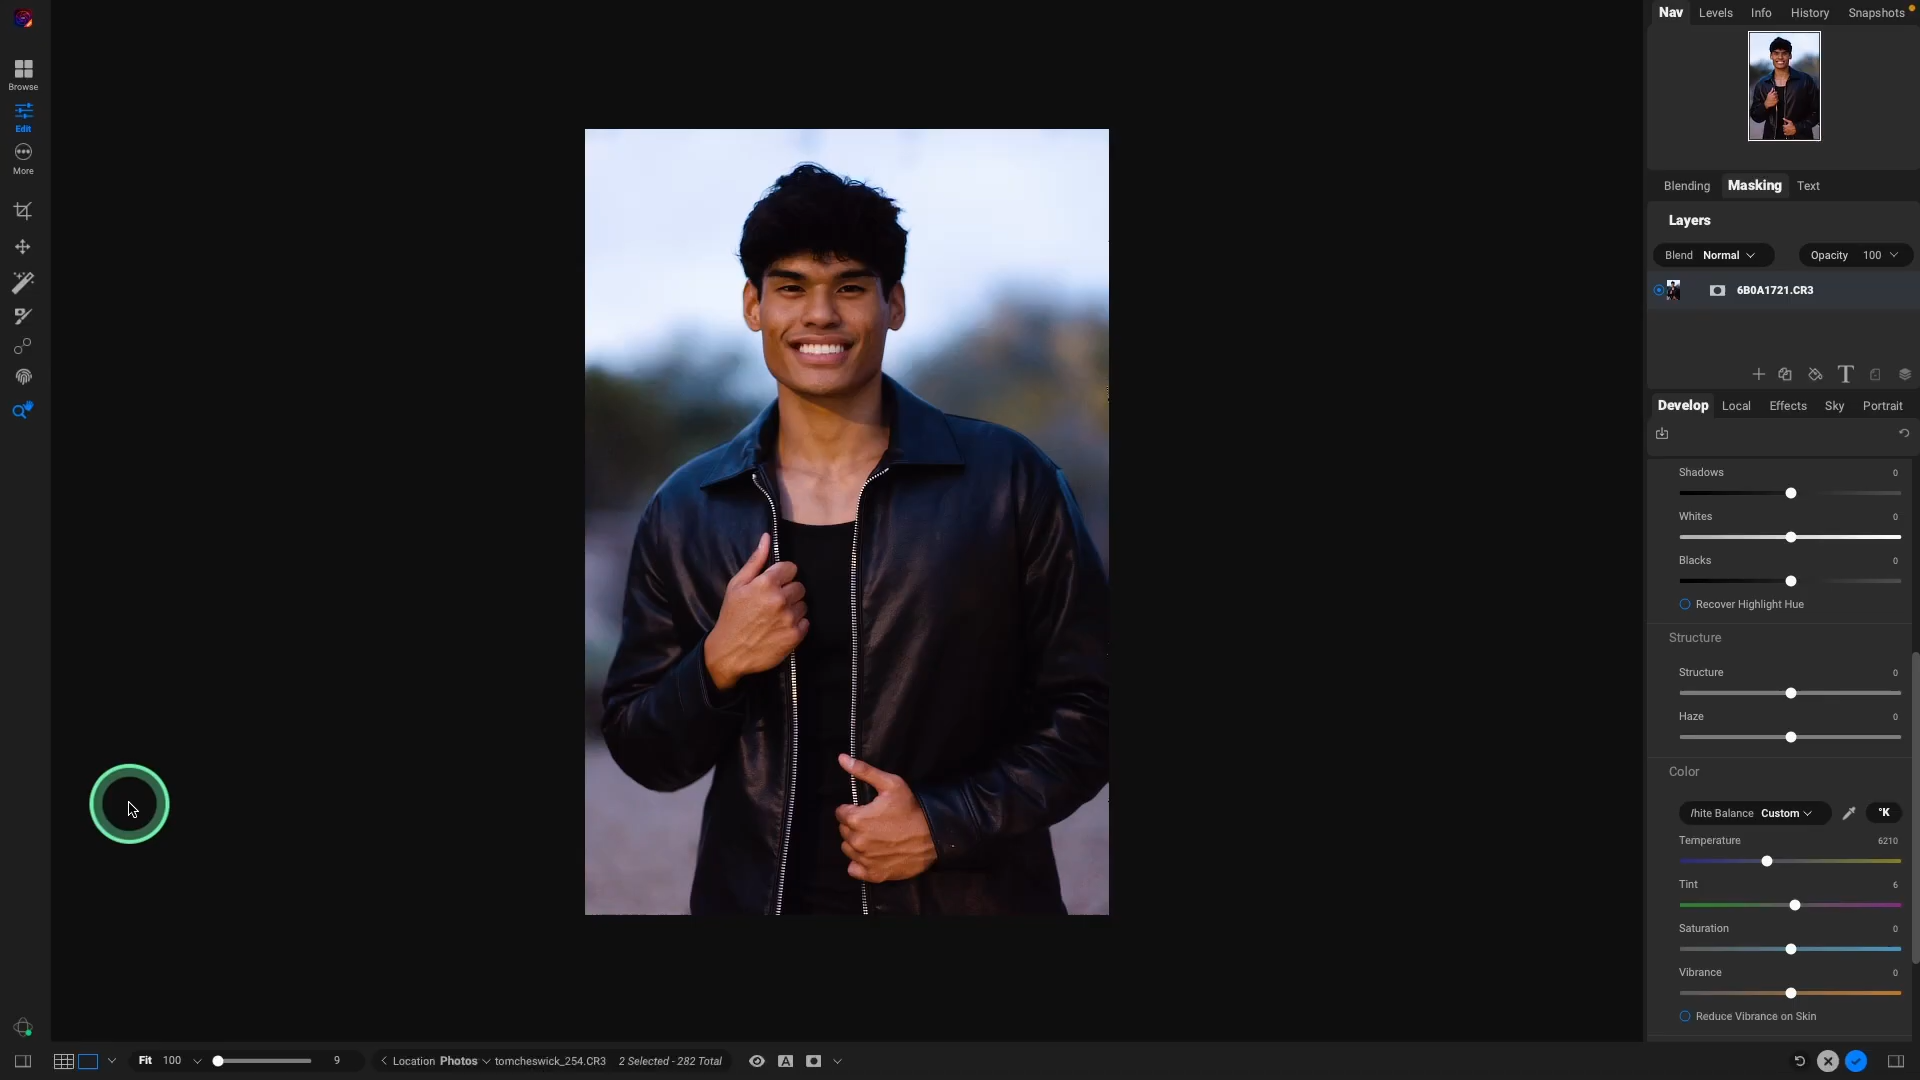 Nav Levels Info History Snapshots
Browse
Edit
More
Blending Masking Text
Layers
Blend Normal Opacity 100
6B0A1721.CR3
T
Develop Local Effects Sky Portrait
Shadows 0
Whites 0
Blacks 0
Recover Highlight Hue
Structure
Structure 0
Haze 0
Color
/hite Balance Custom °K
Temperature 6210
Tint 6
Saturation 0
Vibrance 0
Reduce Vibrance on Skin
Fit 100 9 Location Photos tomcheswick_254.CR3 2 Selected - 282 Total A